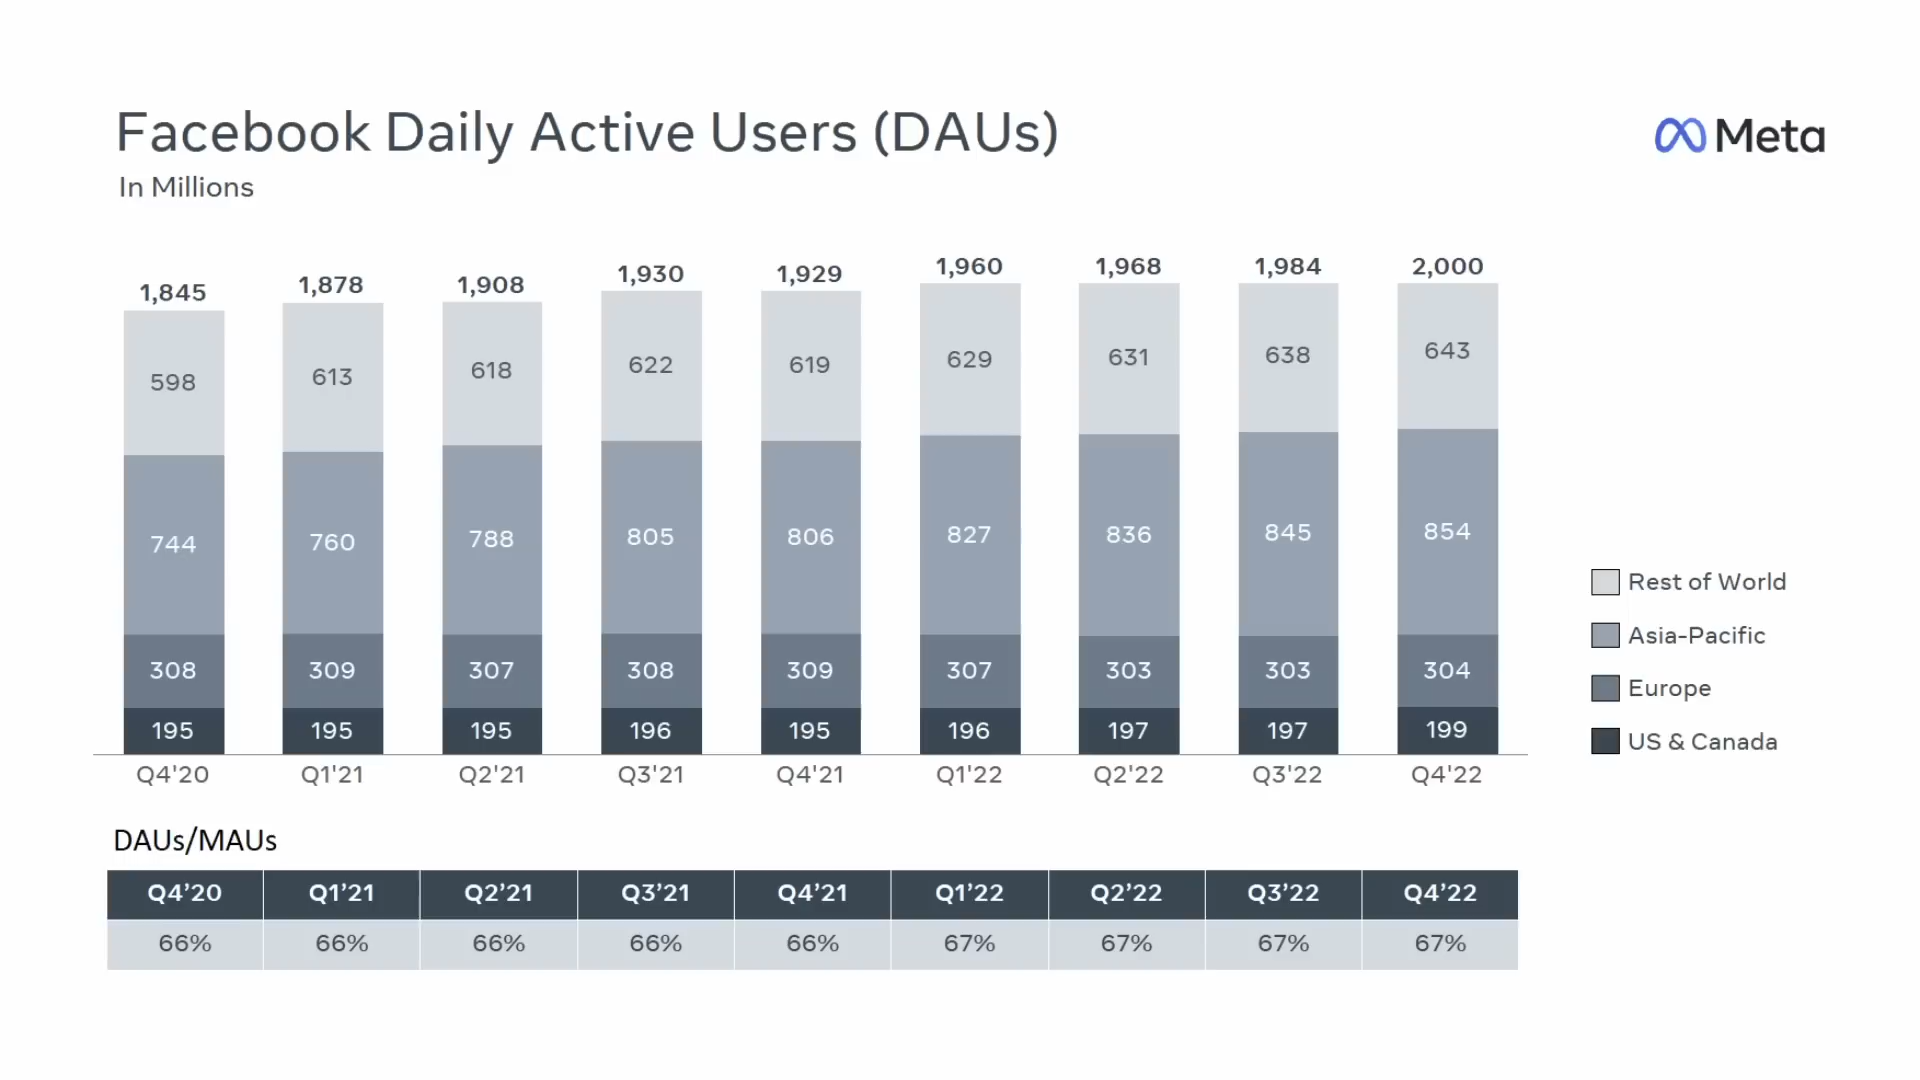 Facebook Daily Active Users (DAUs)
Meta
In Millions
1,845 1,878 1,908 1,930 1,929 1,960 1,968 1,984 2,000
598 613 618 622 619 629 631 638 643
744 760 788 805 806 827 836 845 854
308 309 307 308 309 307 303 303 304
195 195 195 196 195 196 197 197 199
Q4'20 Q1'21 Q2'21 Q3'21 Q4'21 Q1'22 Q2'22 Q3'22 Q4'22
Rest of World
Asia-Pacific
Europe
US & Canada
DAUs/MAUs
Q4’20 Q1’21 Q2’21 Q3’21 Q4’21 Q1’22 Q2’22 Q3’22 Q4’22
66% 66% 66% 66% 66% 67% 67% 67% 67%